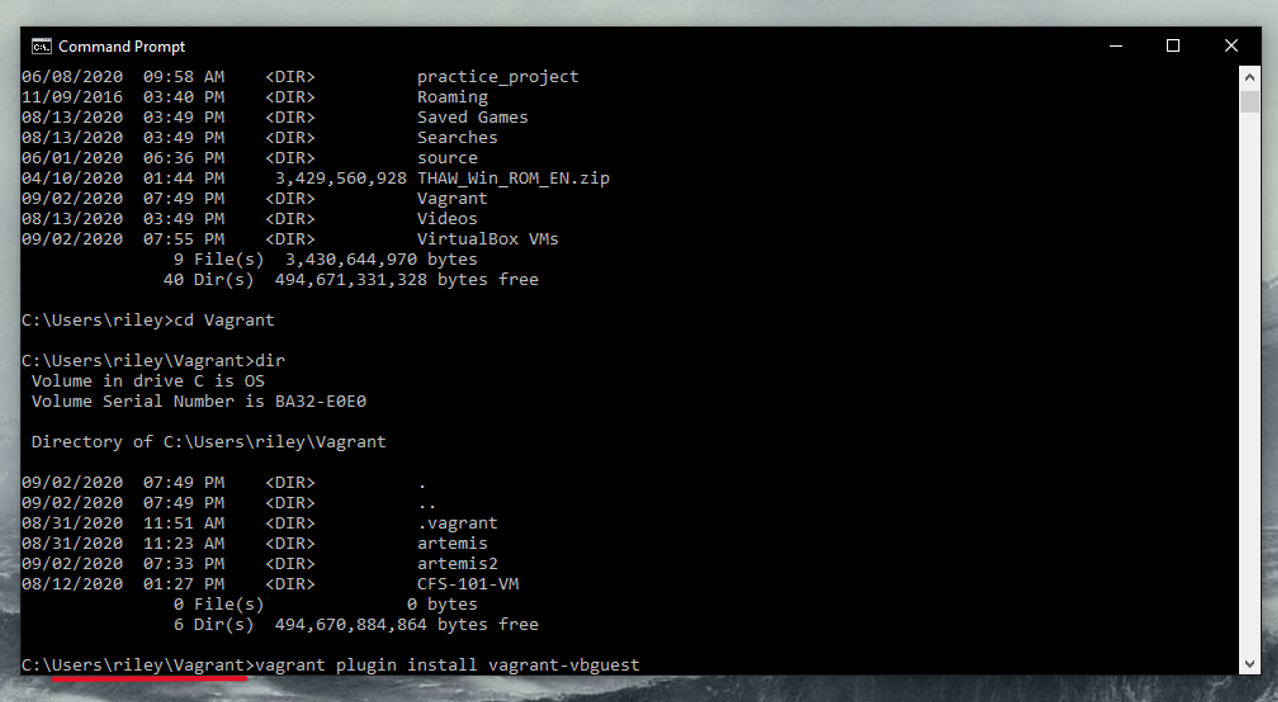 Command Prompt
06/08/2020  09:58 AM    <DIR>          practice_project
11/09/2016  03:40 PM    <DIR>          Roaming
08/13/2020  03:49 PM    <DIR>          Saved Games
08/13/2020  03:49 PM    <DIR>          Searches
06/01/2020  06:36 PM    <DIR>          source
04/10/2020  01:44 PM     3,429,560,928 THAW_Win_ROM_EN.zip
09/02/2020  07:49 PM    <DIR>          Vagrant
08/13/2020  03:49 PM    <DIR>          Videos
09/02/2020  07:55 PM    <DIR>          VirtualBox VMs
               9 File(s)  3,430,644,970 bytes
              40 Dir(s)  494,671,331,328 bytes free
C:\Users\riley>cd Vagrant
C:\Users\riley\Vagrant>dir
 Volume in drive C is OS
 Volume Serial Number is BA32-E0E0
 Directory of C:\Users\riley\Vagrant
09/02/2020  07:49 PM    <DIR>          .
09/02/2020  07:49 PM    <DIR>          ..
08/31/2020  11:51 AM    <DIR>          .vagrant
08/31/2020  11:23 AM    <DIR>          artemis
09/02/2020  07:33 PM    <DIR>          artemis2
08/12/2020  01:27 PM    <DIR>          CFS-101-VM
               0 File(s)              0 bytes
               6 Dir(s)  494,670,884,864 bytes free
C:\Users\riley\Vagrant>vagrant plugin install vagrant-vbguest